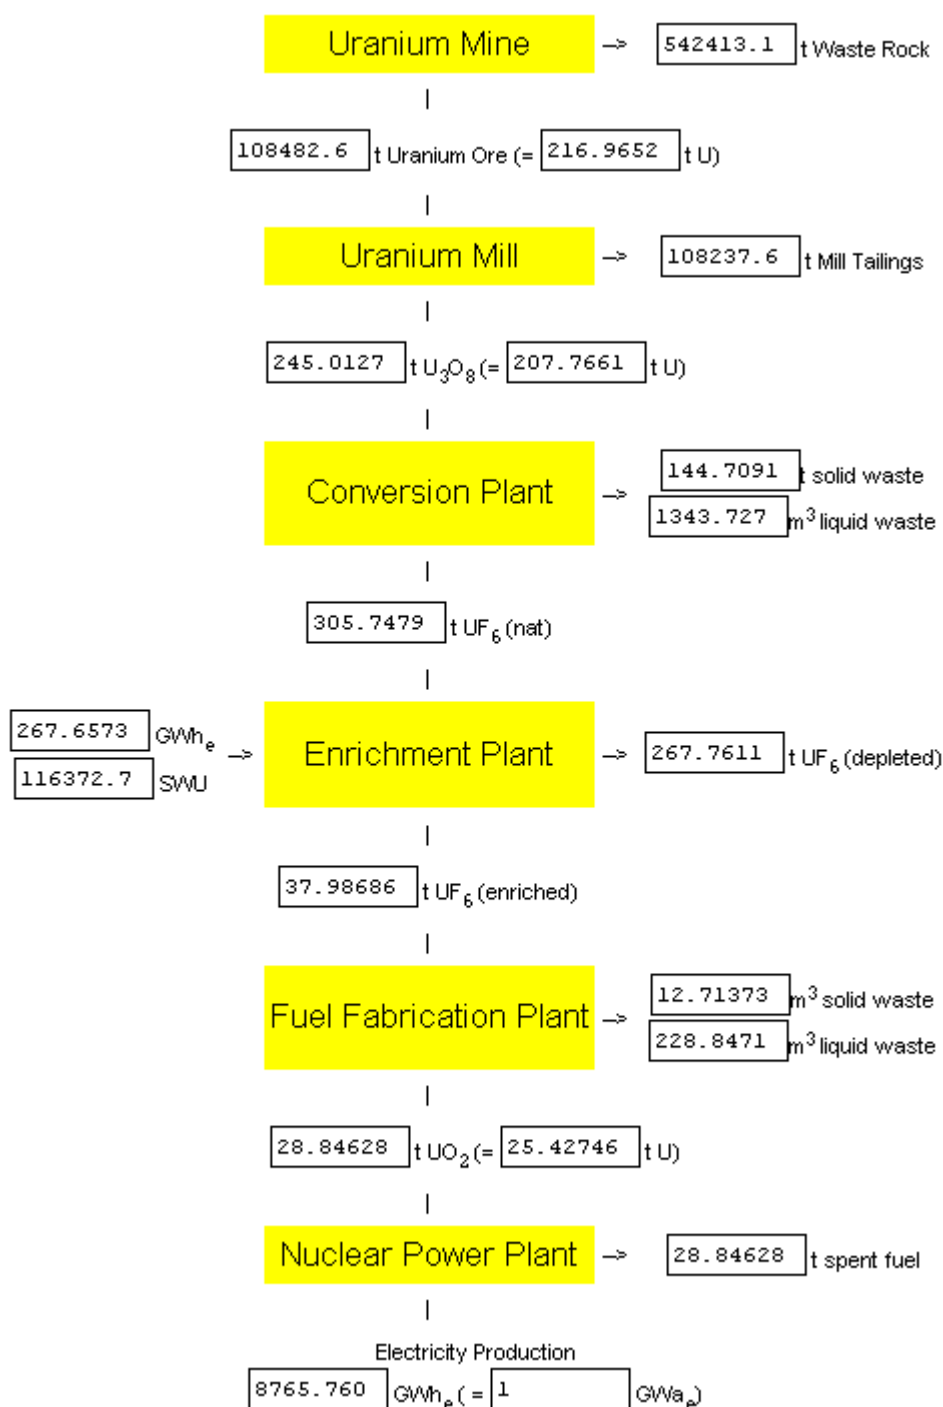 Uranium Mine –> 542413.1 t Waste Rock
|
108482.6 t Uranium Ore (= 216.9652 t U)
|
Uranium Mill –> 108237.6 t Mill Tailings
|
245.0127 t U3O8 (= 207.7661 t U)
|
144.7091 t solid waste
Conversion Plant –>
1343.727 m3 liquid waste
|
305.7479 t UF6 (nat)
|
267.6573 GWhe
–> Enrichment Plant –> 267.7611 t UF6 (depleted)
116372.7 SWU
|
37.98686 t UF6 (enriched)
|
12.71373 m3 solid waste
Fuel Fabrication Plant –>
228.8471 m3 liquid waste
|
28.84628 t UO2 (= 25.42746 t U)
|
Nuclear Power Plant –> 28.84628 t spent fuel
|
Electricity Production
8765.760 GWhe ( = 1 GWae)